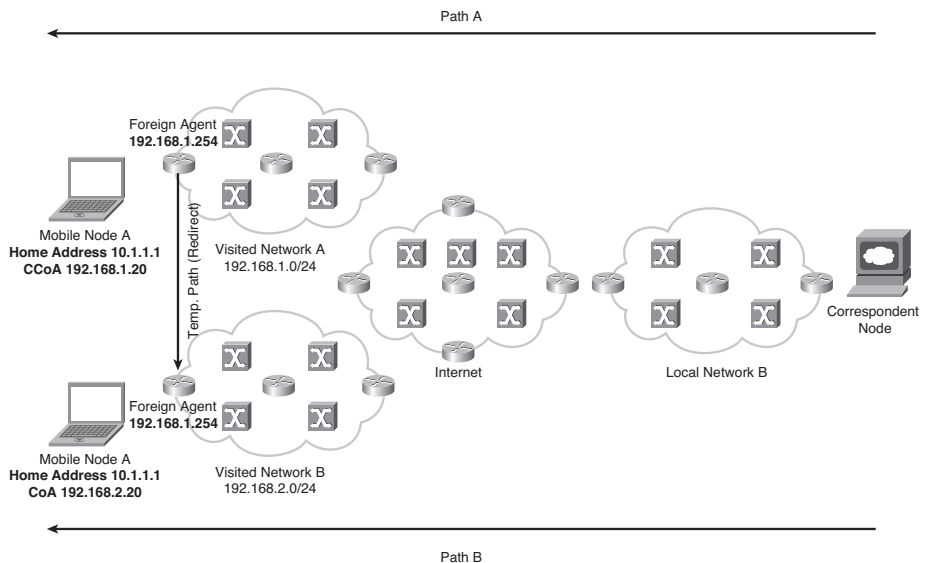 Path A
Foreign Agent
192.168.1.254
Mobile Node A
Home Address 10.1.1.1
CCoA 192.168.1.20
Visited Network A
192.168.1.0/24
Temp. Path (Redirect)
Foreign Agent
192.168.1.254
Mobile Node A
Home Address 10.1.1.1
CoA 192.168.2.20
Visited Network B
192.168.2.0/24
Internet
Local Network B
Correspondent
Node
Path B